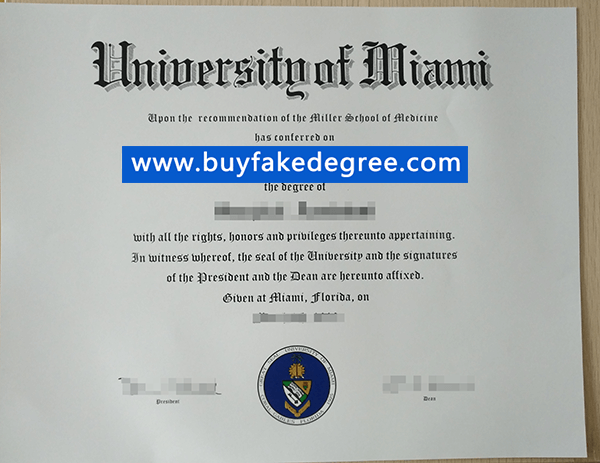 University of Miami
Upon the recommendation of the Miller School of Medicine
has conferred on
www.buyfakedegree.com
the degree of
with all the rights, honors and privileges thereunto appertaining.
In witness whereof, the seal of the University and the signatures
of the President and the Dean are hereunto affixed.
Given at Miami, Florida, on
President
Dean